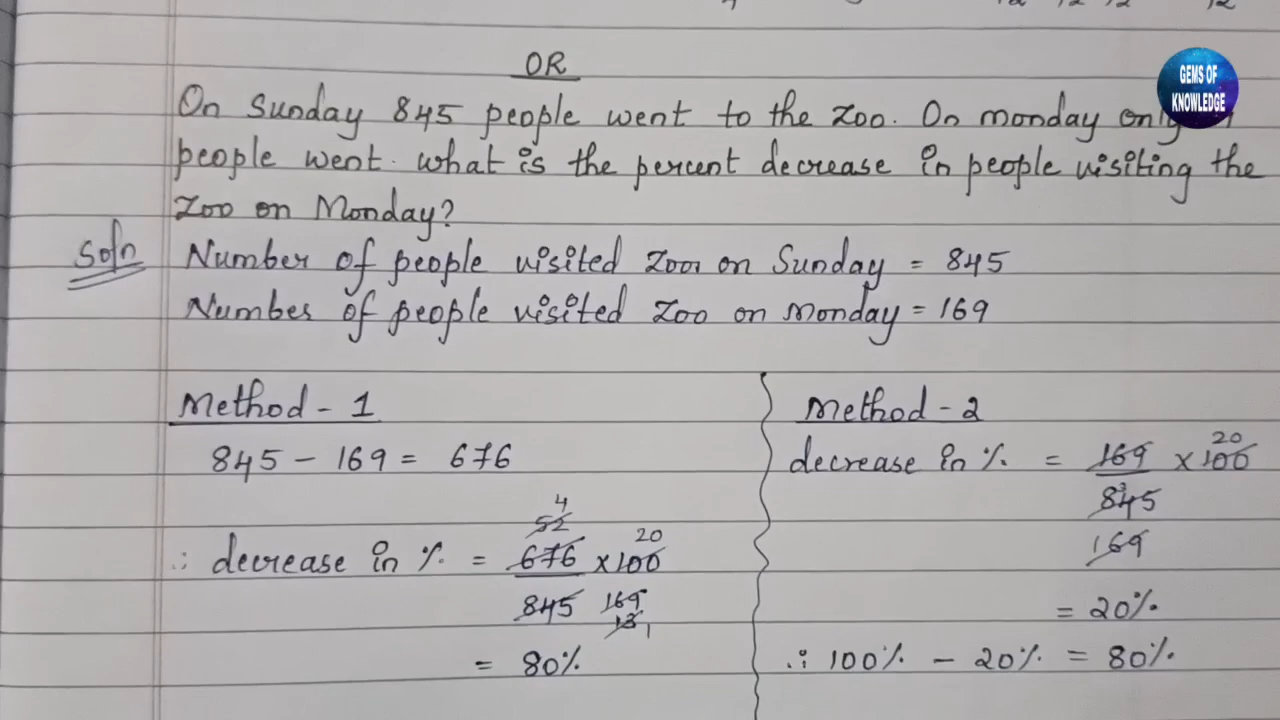 OR
GEMS OF
KNOWLEDGE
On Sunday 845 people went to the Zoo. On monday only
people went. what is the percent decrease in people visiting the
Zoo on Monday?
Soln
Number of people visited Zoo on Sunday = 845
Number of people visited Zoo on monday = 169
Method - 1
845 - 169 = 676
4
52
∴ decrease in % = 676 x 100 20
845 169
13 1
= 80%
Method - 2
decrease in % = 169 x 100 20
845
169
= 20%
∴ 100% - 20% = 80%